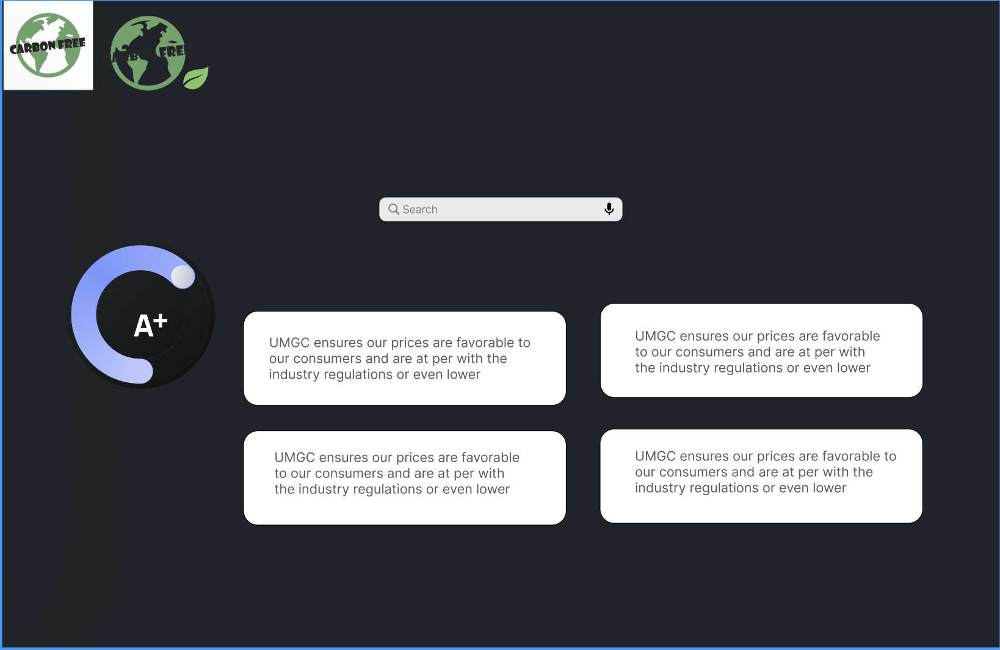 CARBON FREE
CARBON FREE
Search
A+
UMGC ensures our prices are favorable to
our consumers and are at per with the
industry regulations or even lower
UMGC ensures our prices are favorable
to our consumers and are at per with
the industry regulations or even lower
UMGC ensures our prices are favorable
to our consumers and are at per with
the industry regulations or even lower
UMGC ensures our prices are favorable to
our consumers and are at per with the
industry regulations or even lower